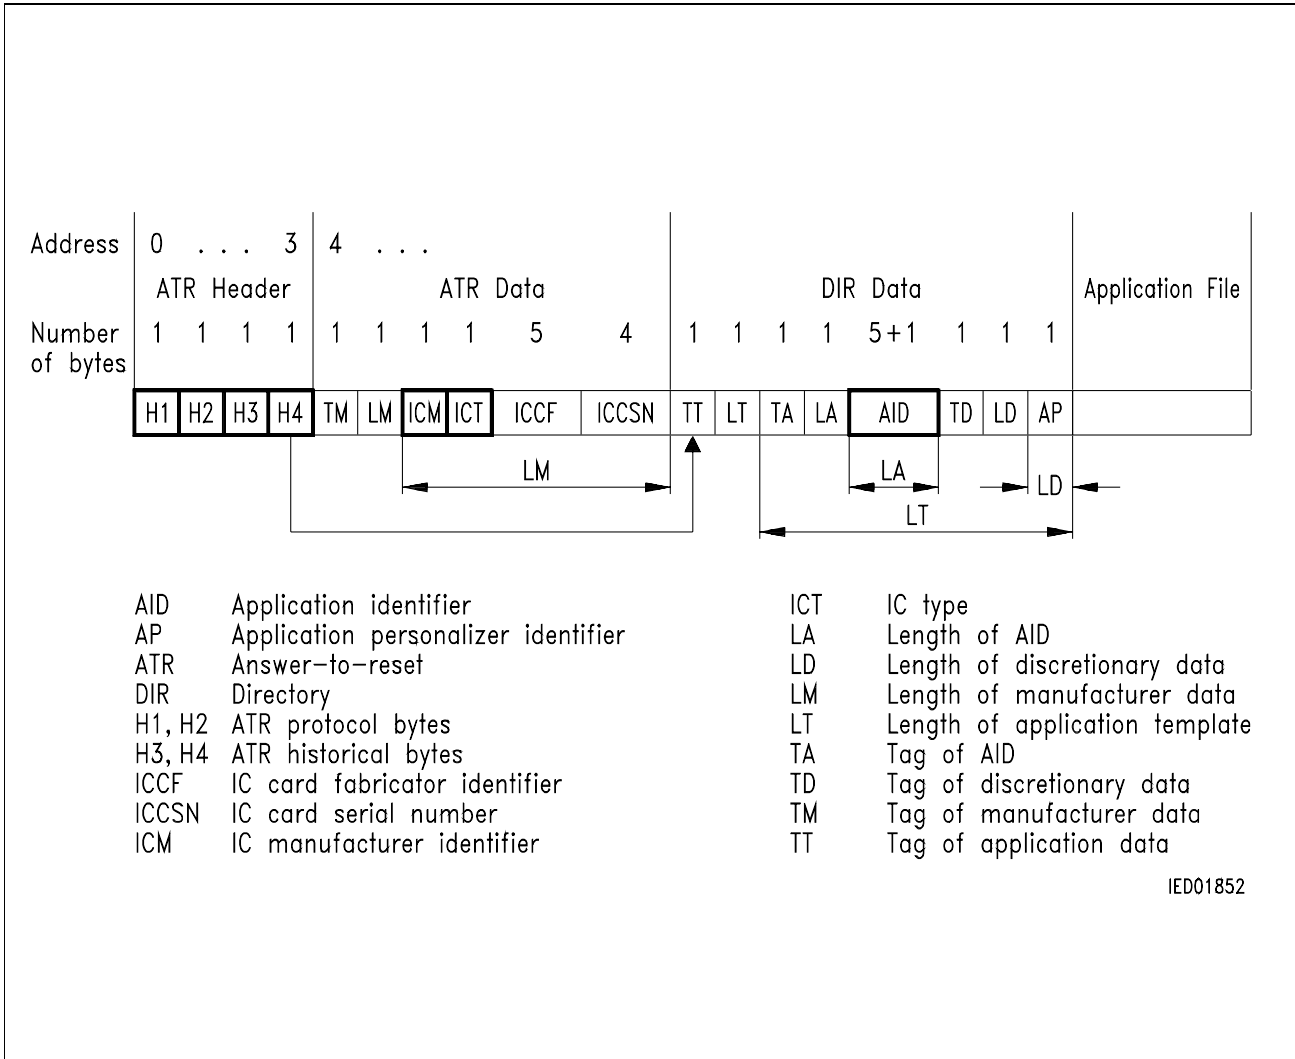 Address 0 . . . 3 4 . . .
ATR Header ATR Data DIR Data Application File
Number of bytes 1 1 1 1 1 1 1 1 5 4 1 1 1 1 5+1 1 1 1
H1 H2 H3 H4 TM LM ICM ICT ICCF ICCSN TT LT TA LA AID TD LD AP
LM LA LD
LT
AID Application identifier
AP Application personalizer identifier
ATR Answer-to-reset
DIR Directory
H1, H2 ATR protocol bytes
H3, H4 ATR historical bytes
ICCF IC card fabricator identifier
ICCSN IC card serial number
ICM IC manufacturer identifier
ICT IC type
LA Length of AID
LD Length of discretionary data
LM Length of manufacturer data
LT Length of application template
TA Tag of AID
TD Tag of discretionary data
TM Tag of manufacturer data
TT Tag of application data
IED01852